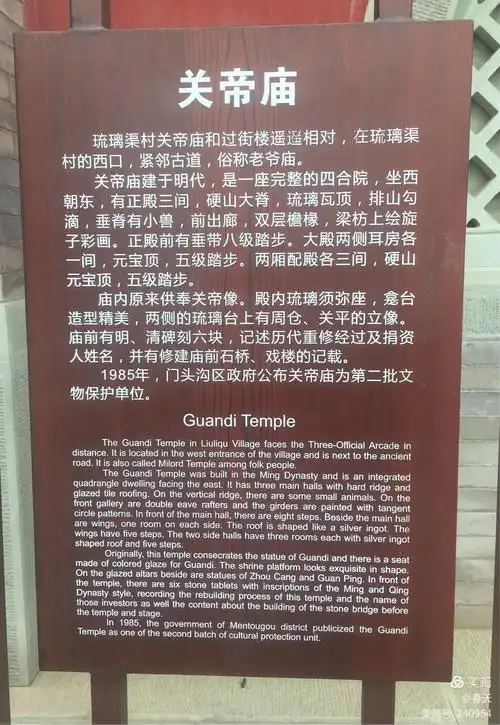 关帝庙
琉璃渠村关帝庙和过街楼遥遥相对，在琉璃渠
村的西口，紧邻古道，俗称老爷庙。
关帝庙建于明代，是一座完整的四合院，坐西
朝东，有正殿三间，硬山大脊，琉璃瓦顶，排山勾
滴，垂脊有小兽，前出廊，双层檐椽，梁枋上绘旋
子彩画。正殿前有垂带八级踏步。大殿两侧耳房各
一间，元宝顶，五级踏步。两厢配殿各三间，硬山
元宝顶，五级踏步。
庙内原来供奉关帝像。殿内琉璃须弥座，龛台
造型精美，两侧的琉璃台上有周仓、关平的立像。
庙前有明、清碑刻六块，记述历代重修经过及捐资
人姓名，并有修建庙前石桥、戏楼的记载。
1985年，门头沟区政府公布关帝庙为第二批文
物保护单位。
Guandi Temple
The Guandi Temple in Liuliqu Village faces the Three-Official Arcade in
distance. It is located in the west entrance of the village and is next to the ancient
road. It is also called Milord Temple among folk people.
The Guandi Temple was built in the Ming Dynasty and is an integrated
quadrangle dwelling facing the east. It has three main halls with hard ridge and
glazed tile roofing. On the vertical ridge, there are some small animals. On the
front gallery are double eave rafters and the girders are painted with tangent
circle patterns. In front of the main hall, there are eight steps. Beside the main hall
are wings, one room on each side. The roof is shaped like a silver ingot. The
wings have five steps. The two side halls have three rooms each with silver ingot
shaped roof and five steps.
Originally, this temple consecrates the statue of Guandi and there is a seat
made of colored glaze for Guandi. The shrine platform looks exquisite in shape.
On the glazed altars beside are statues of Zhou Cang and Guan Ping. In front of
the temple, there are six stone tablets with inscriptions of the Ming and Qing
Dynasty style, recording the rebuilding process of this temple and the name of
those investors as well the content about the building of the stone bridge before
the temple and stage.
In 1985, the government of Mentougou district publicized the Guandi
Temple as one of the second batch of cultural protection unit.
美篇
@春天
美篇号 240964